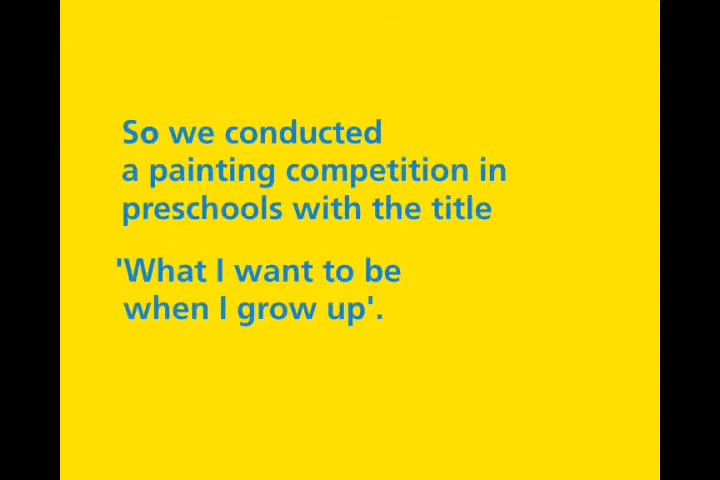 So we conducted
a painting competition in
preschools with the title
'What I want to be
when I grow up'.